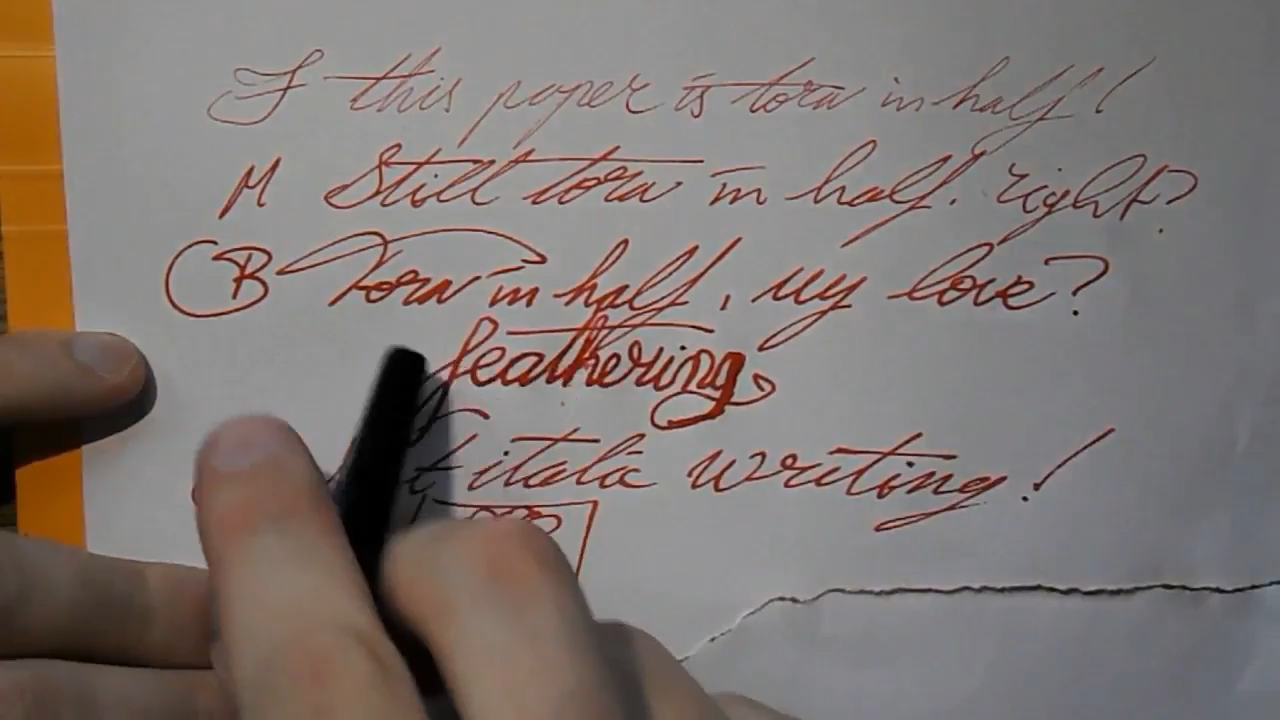 F this paper is torn in half!
M Still torn in half. right?
B Torn in half, my love?
feathering
italic writing!